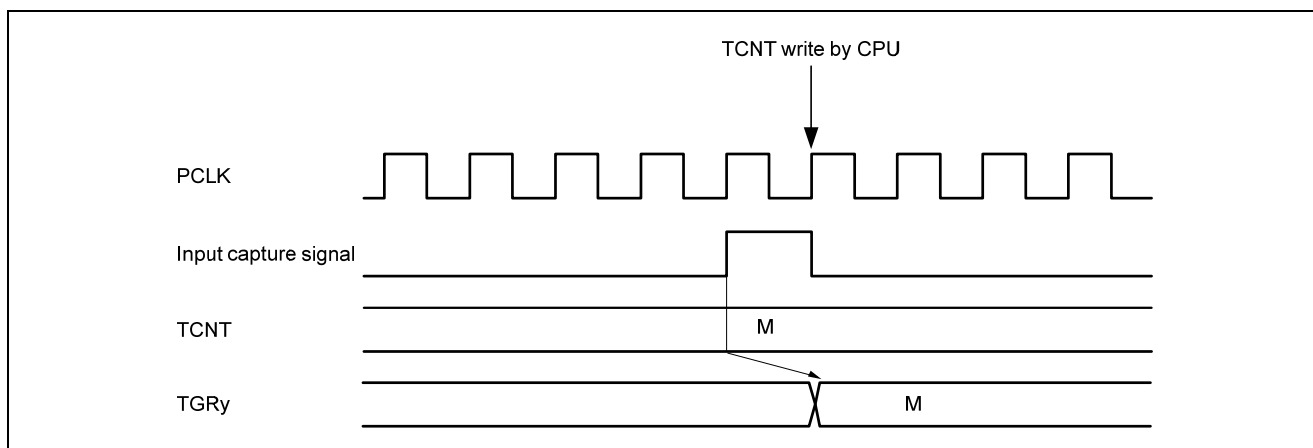 TCNT write by CPU
PCLK
Input capture signal
TCNT
M
TGRy
M